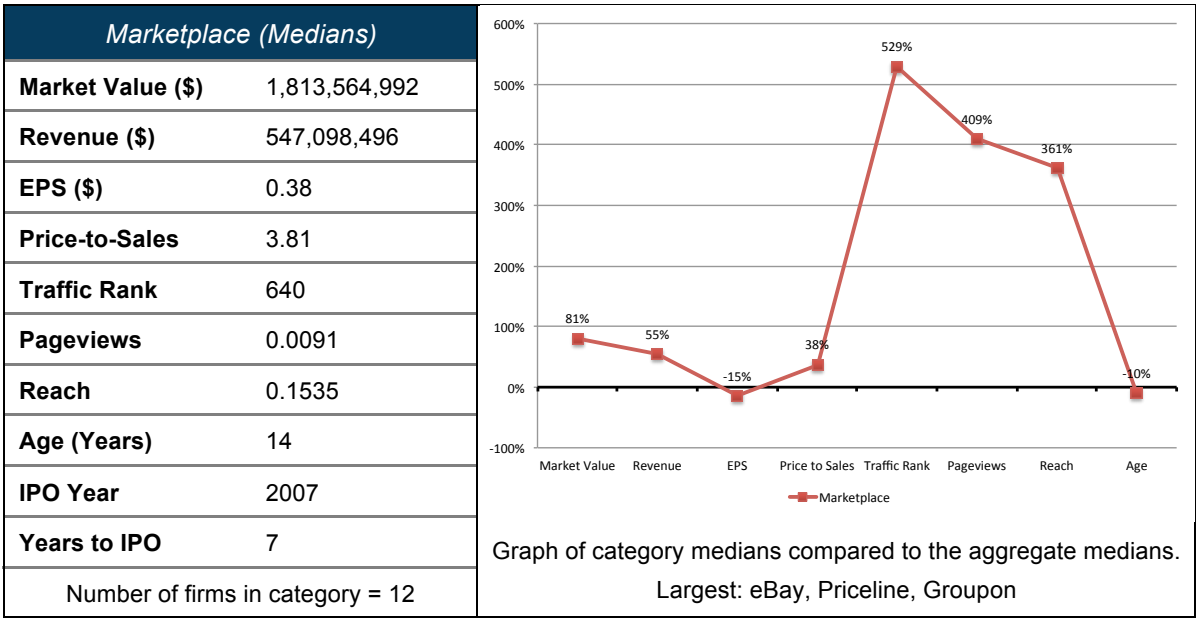 Marketplace (Medians)
Market Value ($) 1,813,564,992
Revenue ($) 547,098,496
EPS ($) 0.38
Price-to-Sales 3.81
Traffic Rank 640
Pageviews 0.0091
Reach 0.1535
Age (Years) 14
IPO Year 2007
Years to IPO 7
Number of firms in category = 12
600%
500%
400%
300%
200%
100%
0%
-100%
81%
55%
-15%
38%
529%
409%
361%
-10%
Market Value Revenue EPS Price to Sales Traffic Rank Pageviews Reach Age
Marketplace
Graph of category medians compared to the aggregate medians.
Largest: eBay, Priceline, Groupon